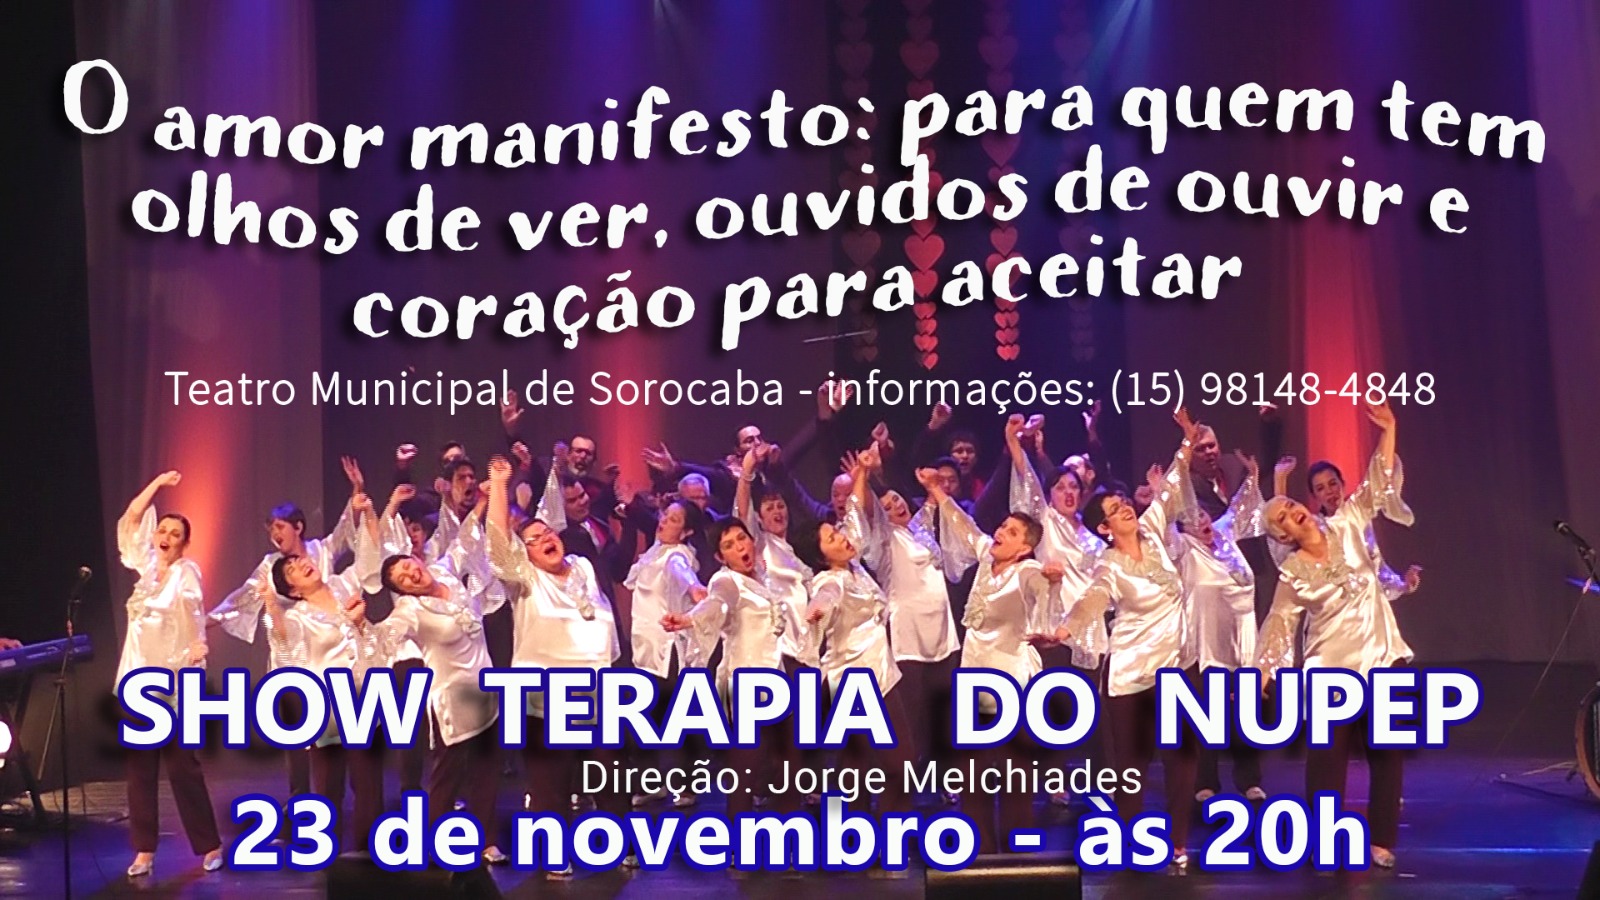 O amor manifesto: para quem tem
olhos de ver, ouvidos de ouvir e
coração para aceitar
Teatro Municipal de Sorocaba - informações: (15) 98148-4848
SHOW TERAPIA DO NUPEP
Direção: Jorge Melchiades
23 de novembro - às 20h